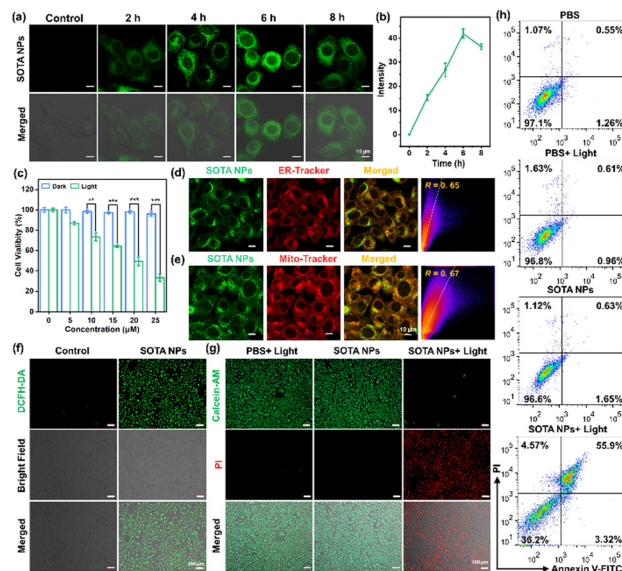 (a) Control 2 h 4 h 6 h 8 h
SOTA NPs
Merged
10 μm
(b)
Intensity
40
30
20
10
0
0 2 4 6 8
Time (h)
(c)
Dark Light
Cell Viability (%)
120
100
80
60
40
20
0
** *** *** ***
0 5 10 15 20 25
Concentration (μM)
(d) SOTA NPs ER-Tracker Merged
R = 0.65
(e) SOTA NPs Mito-Tracker Merged
R = 0.67
10 μm
(f) Control SOTA NPs
DCFH-DA
Bright Field
Merged
100 μm
(g) PBS+ Light SOTA NPs SOTA NPs+ Light
Calcein-AM
PI
Merged
100 μm
(h)
PBS
1.07% 0.55%
97.1% 1.26%
PBS+ Light
1.63% 0.61%
96.8% 0.96%
SOTA NPs
1.12% 0.63%
96.6% 1.65%
SOTA NPs+ Light
4.57% 55.9%
36.2% 3.32%
PI
Annexin V-FITC